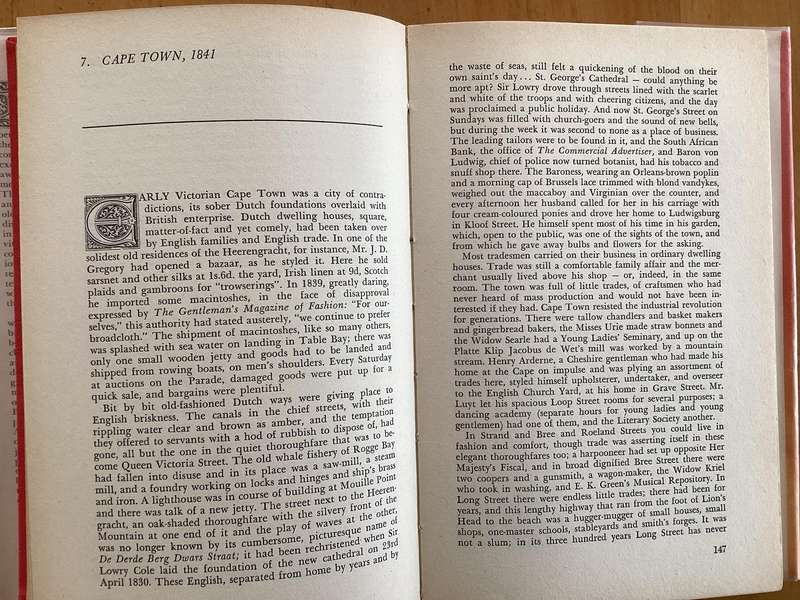 7. CAPE TOWN, 1841
CARLY Victorian Cape Town was a city of contra-
dictions, its sober Dutch foundations overlaid with
British enterprise. Dutch dwelling houses, square,
matter-of-fact and yet comely, had been taken over
by English families and English trade. In one of the
solidest old residences of the Heerengracht, for instance, Mr. J. D.
Gregory had opened a bazaar, as he styled it. Here he sold
sarsnet and other silks at 1s.6d. the yard, Irish linen at 9d, Scotch
plaids and gambroons for "trowserings". In 1839, greatly daring,
he imported some macintoshes, in the face of disapproval
expressed by The Gentleman's Magazine of Fashion: "For our-
selves," this authority had stated austerely, "we continue to prefer
broadcloth." The shipment of macintoshes, like so many others,
was splashed with sea water on landing in Table Bay; there was
only one small wooden jetty and goods had to be landed and
shipped from rowing boats, on men's shoulders. Every Saturday
at auctions on the Parade, damaged goods were put up for a
quick sale, and bargains were plentiful.
Bit by bit old-fashioned Dutch ways were giving place to
English briskness. The canals in the chief streets, with their
rippling water clear and brown as amber, and the temptation
they offered to servants with a hod of rubbish to dispose of, had
gone, all but the one in the quiet thoroughfare that was to be-
come Queen Victoria Street. The old whale fishery of Rogge Bay
had fallen into disuse and in its place was a saw-mill, a steam
mill, and a foundry working on locks and hinges and ship's brass
and iron. A lighthouse was in course of building at Mouille Point
and there was talk of a new jetty. The street next to the Heeren-
gracht, an oak-shaded thoroughfare with the silvery front of the
Mountain at one end of it and the play of waves at the other,
was no longer known by its cumbersome, picturesque name of
De Derde Berg Dwars Straat; it had been rechristened when Sir
Lowry Cole laid the foundation of the new cathedral on 23rd
April 1830. These English, separated from home by years and by
the waste of seas, still felt a quickening of the blood on their
own saint's day... St. George's Cathedral — could anything be
more apt? Sir Lowry drove through streets lined with the scarlet
and white of the troops and with cheering citizens, and the day
was proclaimed a public holiday. And now St. George's Street on
Sundays was filled with church-goers and the sound of new bells,
but during the week it was second to none as a place of business.
The leading tailors were to be found in it, and the South African
Bank, the office of The Commercial Advertiser, and Baron von
Ludwig, chief of police now turned botanist, had his tobacco and
snuff shop there. The Baroness, wearing an Orleans-brown poplin
and a morning cap of Brussels lace trimmed with blond vandykes,
weighed out the maccaboy and Virginian over the counter, and
every afternoon her husband called for her in his carriage with
four cream-coloured ponies and drove her home to Ludwigsburg
in Kloof Street. He himself spent most of his time in his garden,
which, open to the public, was one of the sights of the town, and
from which he gave away bulbs and flowers for the asking.
Most tradesmen carried on their business in ordinary dwelling
houses. Trade was still a comfortable family affair and the mer-
chant usually lived above his shop — or, indeed, in the same
room. The town was full of little trades, of craftsmen who had
never heard of mass production and would not have been in-
terested if they had. Cape Town resisted the industrial revolution
for generations. There were tallow chandlers and basket makers
and gingerbread bakers, the Misses Urie made straw bonnets and
the Widow Searle had a Young Ladies' Seminary, and up on the
Platte Klip Jacobus de Wet's mill was worked by a mountain
stream. Henry Arderne, a Cheshire gentleman who had made his
home at the Cape on impulse and was plying an assortment of
trades here, styled himself upholsterer, undertaker, and overseer
to the English Church Yard, at his home in Grave Street. Mr.
Luyt let his spacious Loop Street rooms for several purposes; a
dancing academy (separate hours for young ladies and young
gentlemen) had one of them, and the Literary Society another.
In Strand and Bree and Roeland Streets you could live in
fashion and comfort, though trade was asserting itself in these
elegant thoroughfares too; a harpooneer had set up opposite Her
Majesty's Fiscal, and in broad dignified Bree Street there were
two coopers and a gunsmith, a wagon-maker, the Widow Kriel
who took in washing, and E. K. Green's Musical Repository. In
Long Street there were endless little trades; there had been for
years, and this lengthy highway that ran from the foot of Lion's
Head to the beach was a hugger-mugger of small houses, small
shops, one-master schools, stableyards and smith's forges. It was
not a slum; in its three hundred years Long Street has never
147